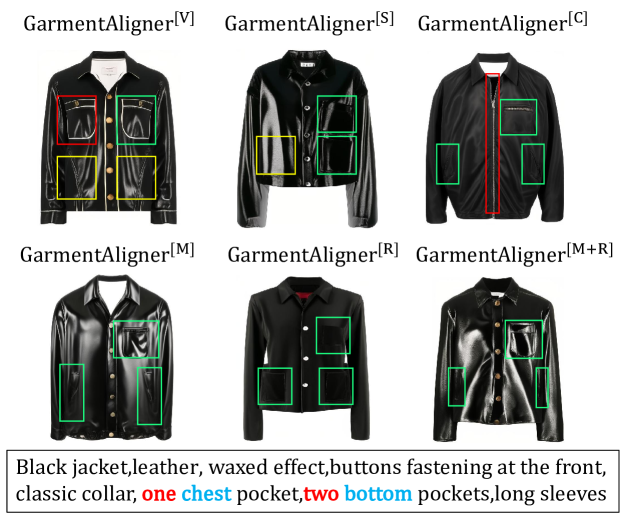 GarmentAligner[V] GarmentAligner[S] GarmentAligner[C]
GarmentAligner[M] GarmentAligner[R] GarmentAligner[M+R]
Black jacket,leather, waxed effect,buttons fastening at the front,
classic collar, one chest pocket,two bottom pockets,long sleeves